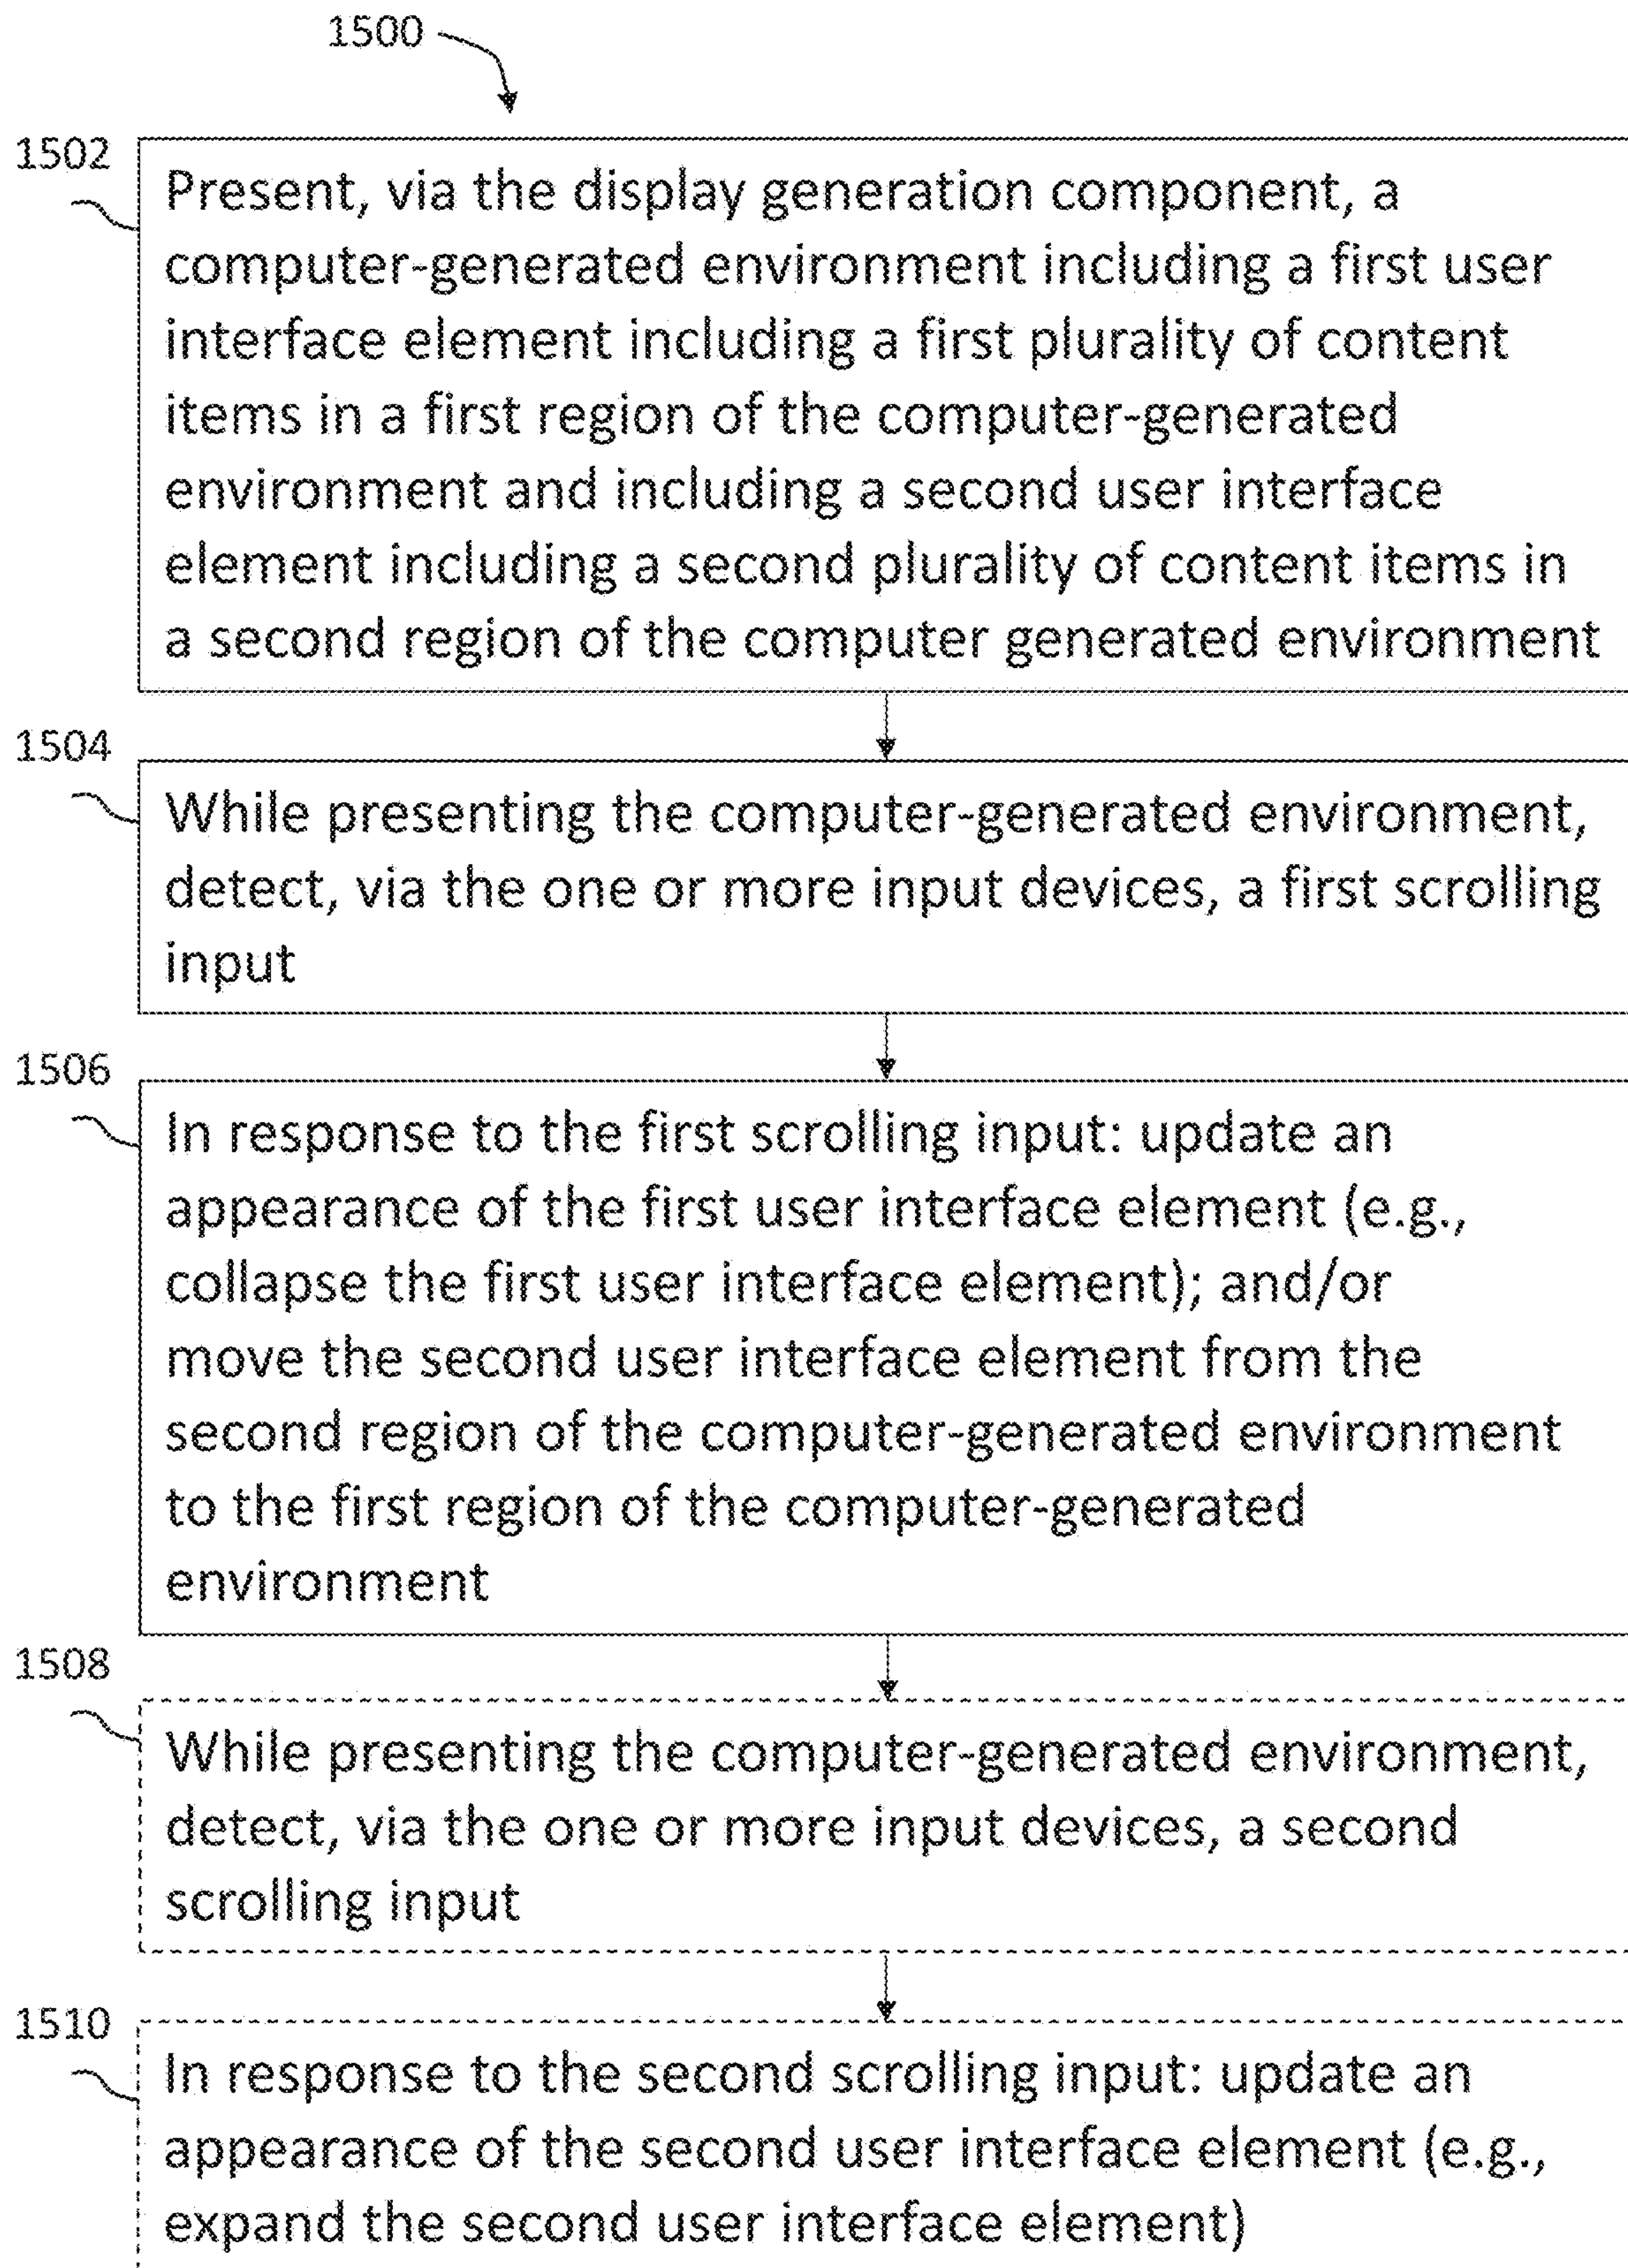 1500
1502
Present, via the display generation component, a
computer-generated environment including a first user
interface element including a first plurality of content
items in a first region of the computer-generated
environment and including a second user interface
element including a second plurality of content items in
a second region of the computer generated environment
1504
While presenting the computer-generated environment,
detect, via the one or more input devices, a first scrolling
input
1506
In response to the first scrolling input: update an
appearance of the first user interface element (e.g.,
collapse the first user interface element); and/or
move the second user interface element from the
second region of the computer-generated environment
to the first region of the computer-generated
environment
1508
While presenting the computer-generated environment,
detect, via the one or more input devices, a second
scrolling input
1510
In response to the second scrolling input: update an
appearance of the second user interface element (e.g.,
expand the second user interface element)